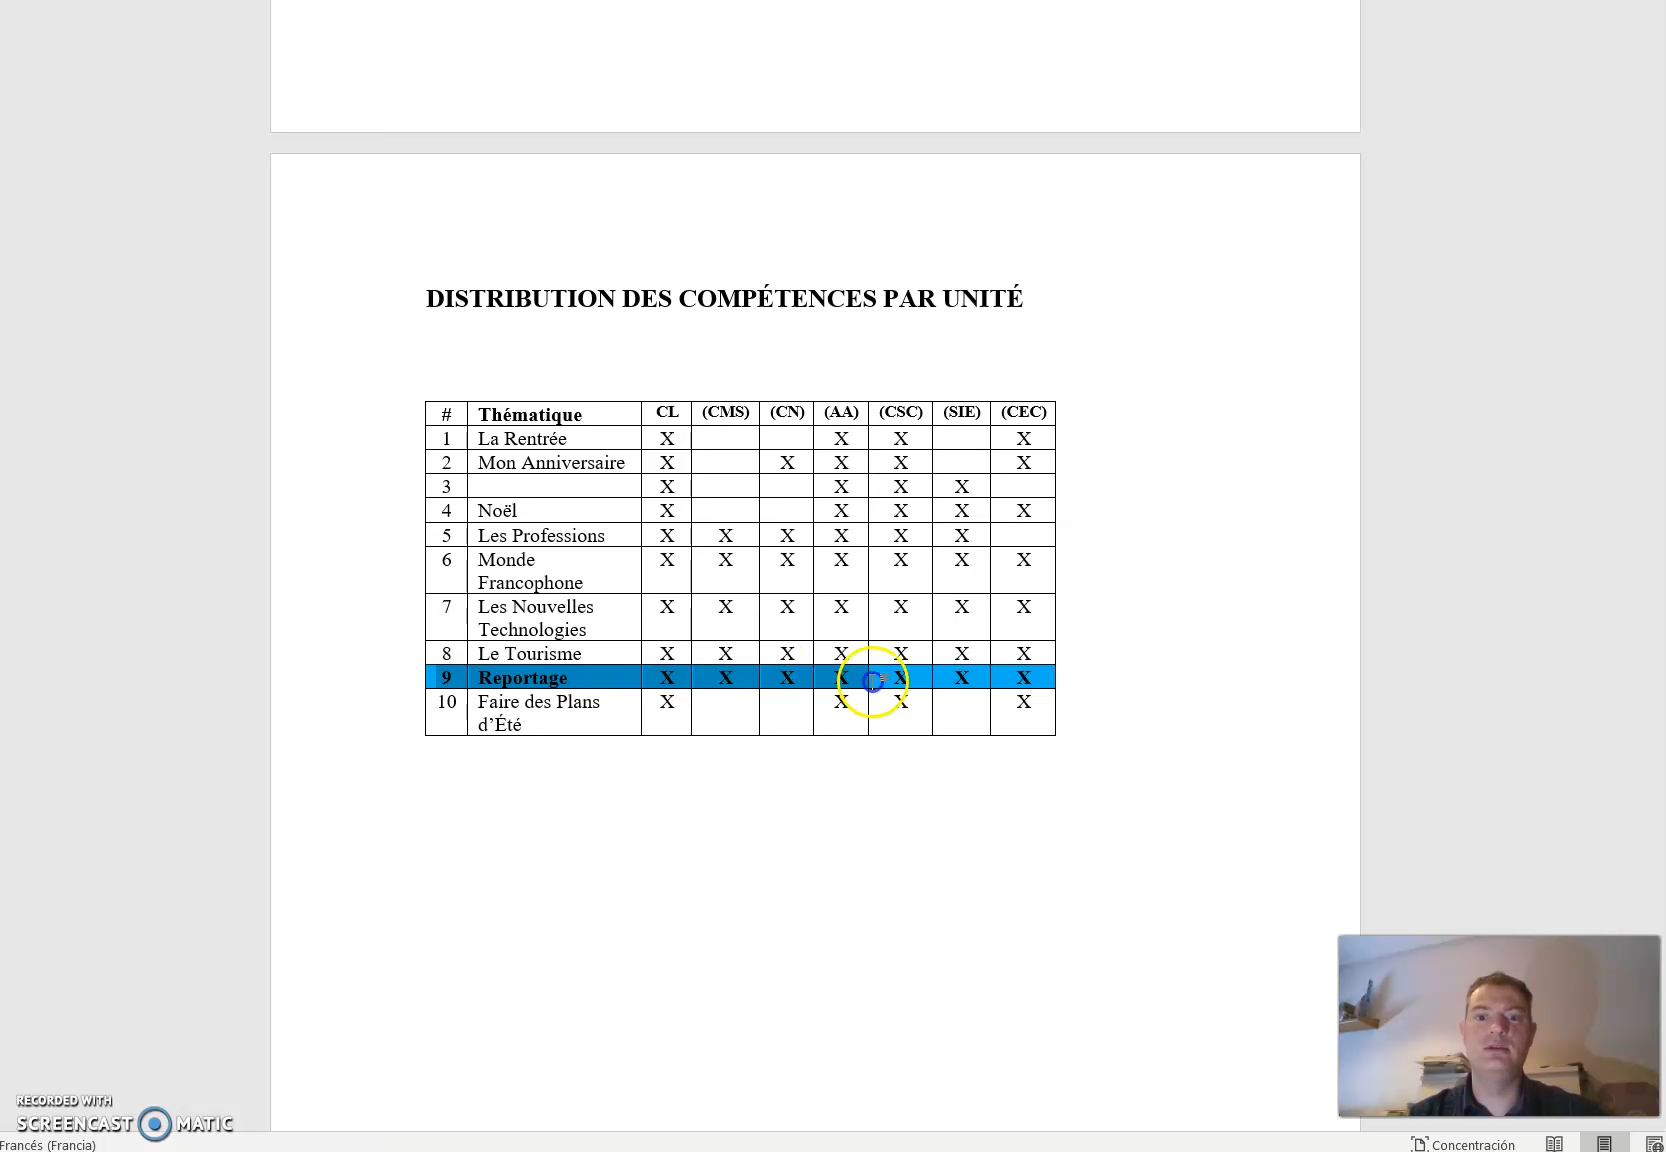 DISTRIBUTION DES COMPÉTENCES PAR UNITÉ
# Thématique CL (CMS) (CN) (AA) (CSC) (SIE) (CEC)
1 La Rentrée X X X X
2 Mon Anniversaire X X X X X
3 X X X X
4 Noël X X X X X
5 Les Professions X X X X X X
6 Monde X X X X X X X
Francophone
7 Les Nouvelles X X X X X X X
Technologies
8 Le Tourisme X X X X X X X
9 Reportage X X X X X X X
10 Faire des Plans X X X X
d’Été
RECORDED WITH
SCREENCAST MATIC
Francés (Francia)
Concentración